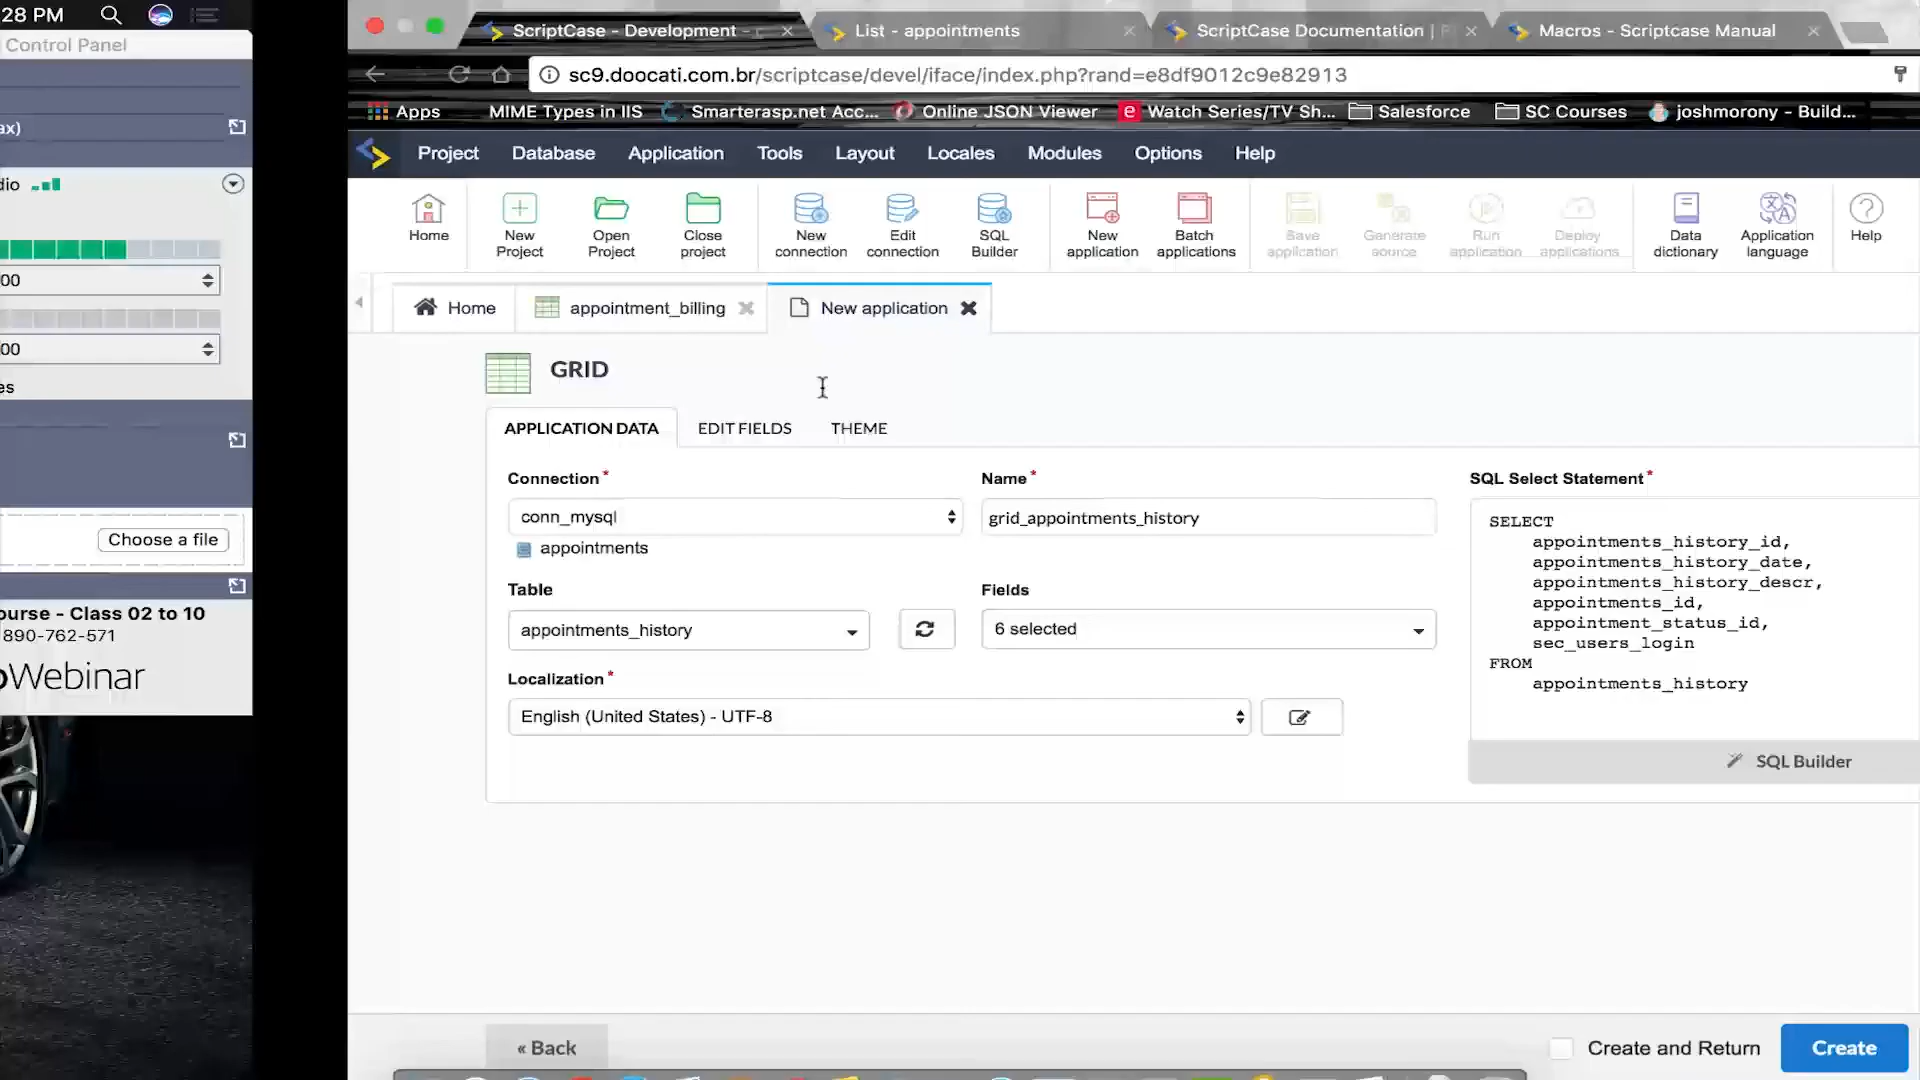 28 PM
Control Panel
ax)
dio
00
00
es
Choose a file
ourse - Class 02 to 10
890-762-571
oWebinar
ScriptCase - Development -
List - appointments
ScriptCase Documentation |
Macros - Scriptcase Manual
sc9.doocati.com.br/scriptcase/devel/iface/index.php?rand=e8df9012c9e82913
Apps
MIME Types in IIS
Smarterasp.net Acc...
Online JSON Viewer
Watch Series/TV Sh...
Salesforce
SC Courses
joshmorony - Build...
Project
Database
Application
Tools
Layout
Locales
Modules
Options
Help
Home
New
Project
Open
Project
Close
project
New
connection
Edit
connection
SQL
Builder
New
application
Batch
applications
Save
application
Generate
source
Run
application
Deploy
applications
Data
dictionary
Application
language
Help
Home
appointment_billing
New application
GRID
APPLICATION DATA
EDIT FIELDS
THEME
Connection *
conn_mysql
appointments
Name *
grid_appointments_history
Table
appointments_history
Fields
6 selected
Localization *
English (United States) - UTF-8
SQL Select Statement *
SELECT
appointments_history_id,
appointments_history_date,
appointments_history_descr,
appointments_id,
appointment_status_id,
sec_users_login
FROM
appointments_history
SQL Builder
« Back
Create and Return
Create